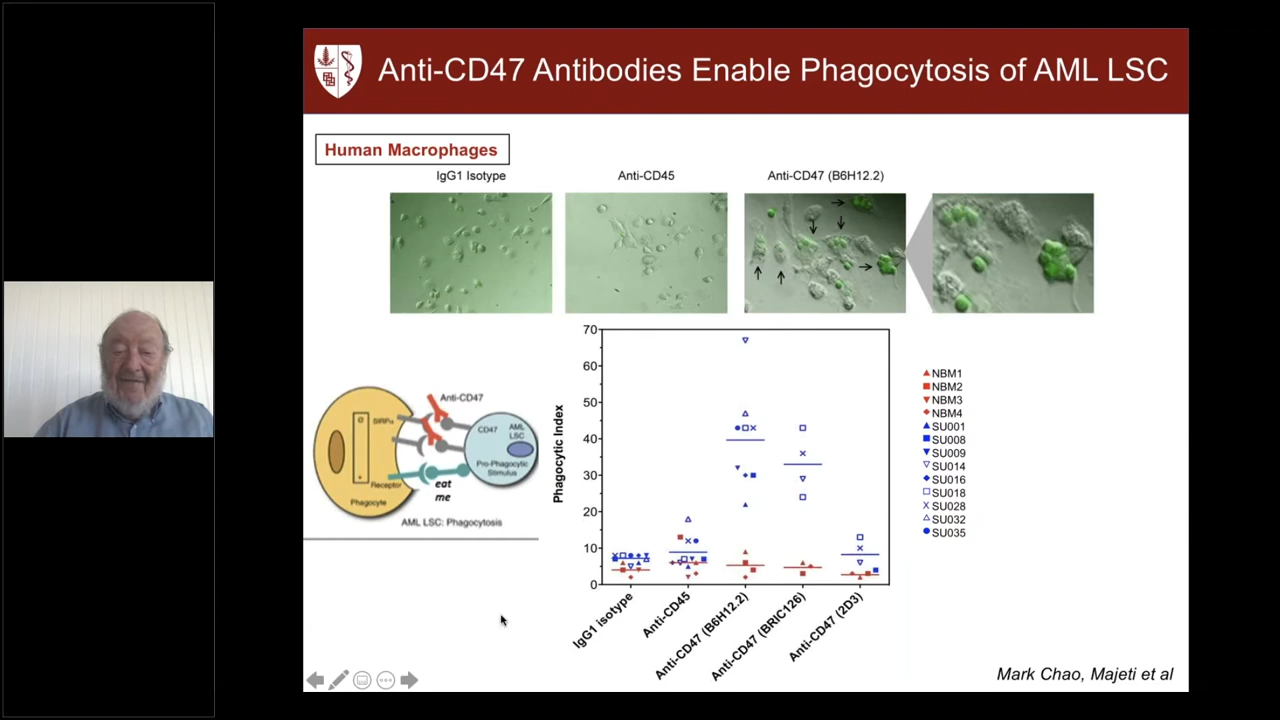 Anti-CD47 Antibodies Enable Phagocytosis of AML LSC
Human Macrophages
IgG1 Isotype
Anti-CD45
Anti-CD47 (B6H12.2)
Anti-CD47
SIRPα
CD47
AML
LSC
Pro-Phagocytic
Stimulus
Receptor
eat
me
Phagocyte
AML LSC: Phagocytosis
Phagocytic Index
70
60
50
40
30
20
10
0
IgG1 isotype
Anti-CD45
Anti-CD47 (B6H12.2)
Anti-CD47 (BRIC126)
Anti-CD47 (2D3)
NBM1
NBM2
NBM3
NBM4
SU001
SU008
SU009
SU014
SU016
SU018
SU028
SU032
SU035
Mark Chao, Majeti et al